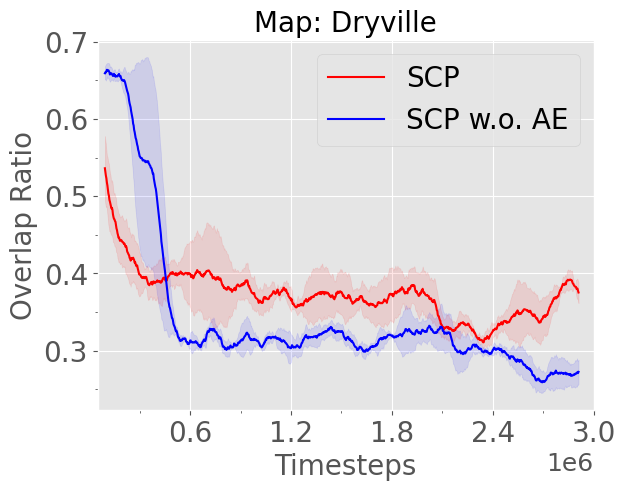 Map: Dryville
SCP
SCP w.o. AE
Overlap Ratio
0.7
0.6
0.5
0.4
0.3
0.6 1.2 1.8 2.4 3.0
Timesteps
1e6